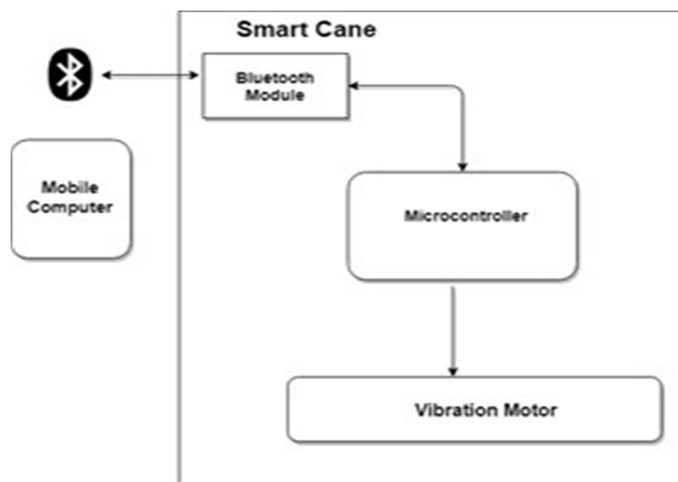 Smart Cane
Bluetooth
Module
Mobile
Computer
Microcontroller
Vibration Motor